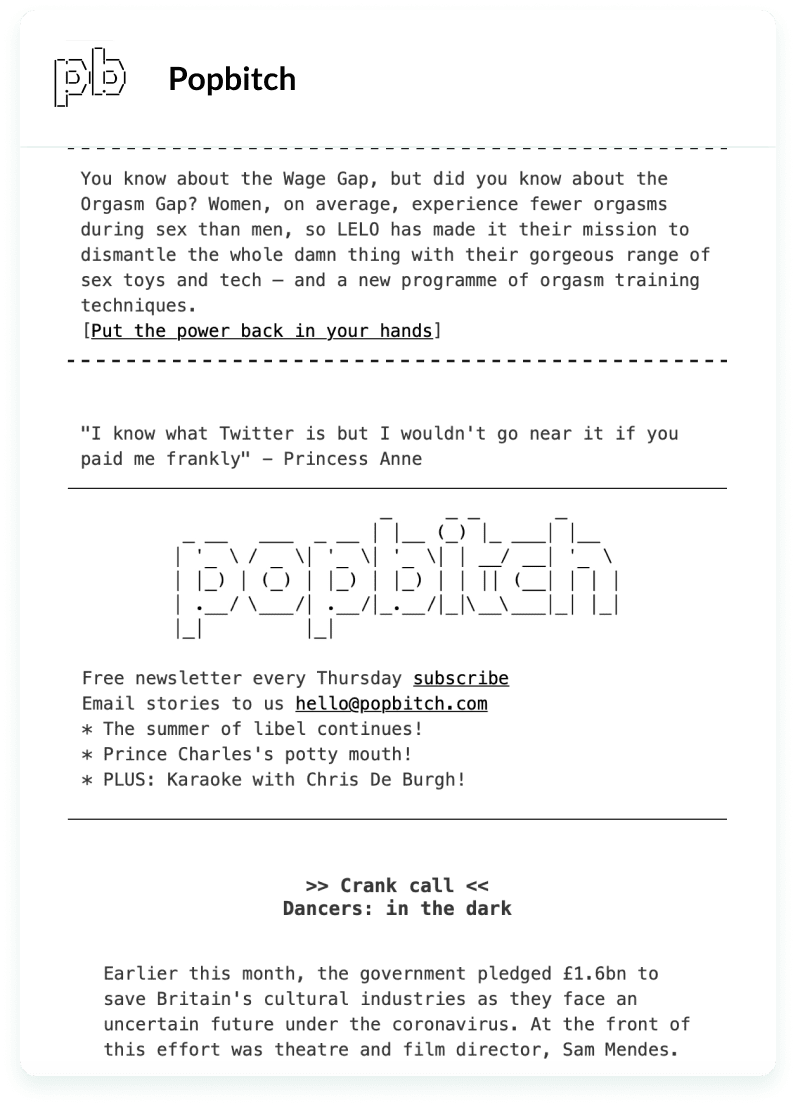 pb Popbitch
You know about the Wage Gap, but did you know about the
Orgasm Gap? Women, on average, experience fewer orgasms
during sex than men, so LELO has made it their mission to
dismantle the whole damn thing with their gorgeous range of
sex toys and tech – and a new programme of orgasm training
techniques.
[Put the power back in your hands]
"I know what Twitter is but I wouldn't go near it if you
paid me frankly" – Princess Anne
popbitch
Free newsletter every Thursday subscribe
Email stories to us hello@popbitch.com
* The summer of libel continues!
* Prince Charles's potty mouth!
* PLUS: Karaoke with Chris De Burgh!
>> Crank call <<
Dancers: in the dark
Earlier this month, the government pledged £1.6bn to
save Britain's cultural industries as they face an
uncertain future under the coronavirus. At the front of
this effort was theatre and film director, Sam Mendes.